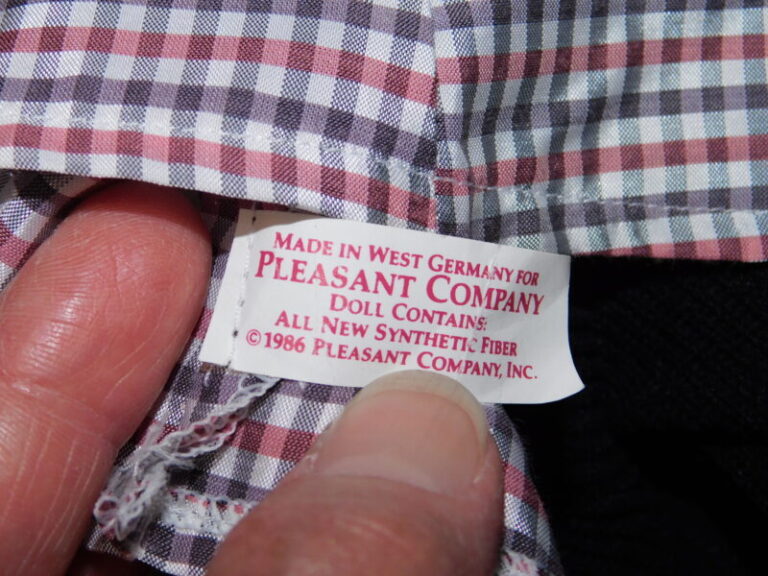 Made in West Germany for
Pleasant Company
Doll Contains:
All New Synthetic Fiber
©1986 Pleasant Company, Inc.